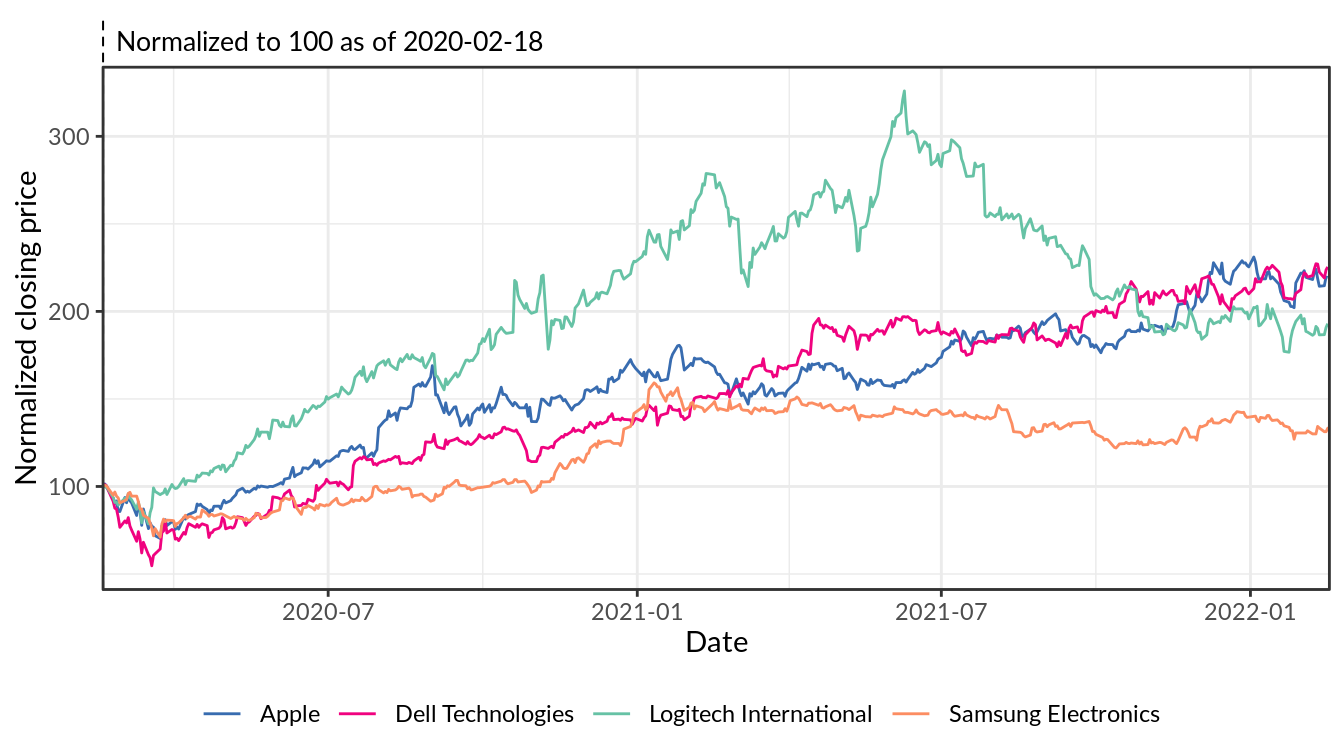 Normalized to 100 as of 2020-02-18
300
200
100
Normalized closing price
2020-07 2021-01 2021-07 2022-01
Date
Apple Dell Technologies Logitech International Samsung Electronics